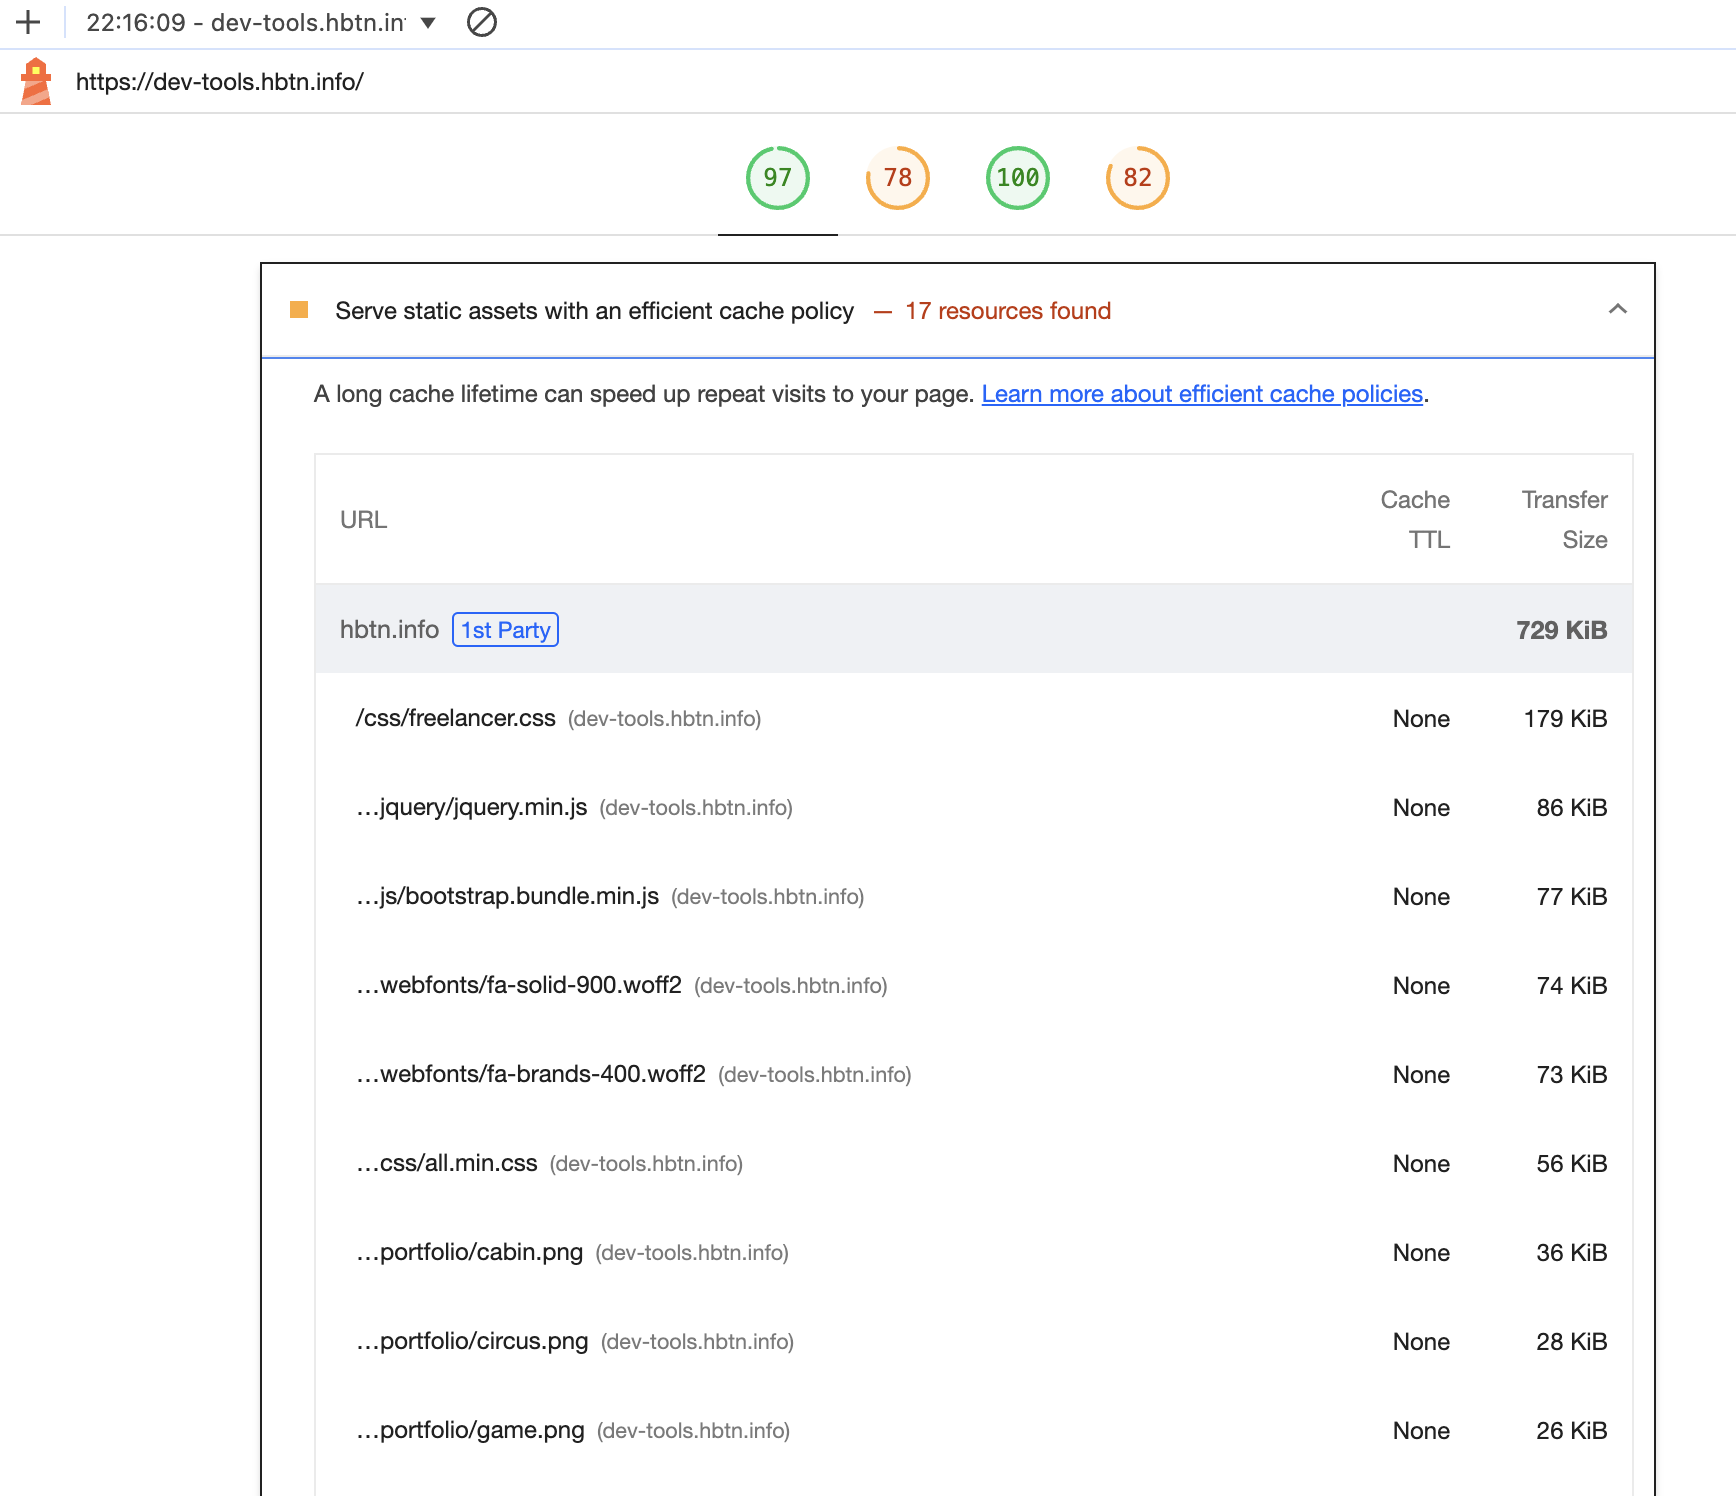 22:16:09 - dev-tools.hbtn.in
https://dev-tools.hbtn.info/
97 78 100 82
Serve static assets with an efficient cache policy — 17 resources found
A long cache lifetime can speed up repeat visits to your page. Learn more about efficient cache policies.
URL Cache TTL Transfer Size
hbtn.info 1st Party 729 KiB
/css/freelancer.css (dev-tools.hbtn.info) None 179 KiB
…jquery/jquery.min.js (dev-tools.hbtn.info) None 86 KiB
…js/bootstrap.bundle.min.js (dev-tools.hbtn.info) None 77 KiB
…webfonts/fa-solid-900.woff2 (dev-tools.hbtn.info) None 74 KiB
…webfonts/fa-brands-400.woff2 (dev-tools.hbtn.info) None 73 KiB
…css/all.min.css (dev-tools.hbtn.info) None 56 KiB
…portfolio/cabin.png (dev-tools.hbtn.info) None 36 KiB
…portfolio/circus.png (dev-tools.hbtn.info) None 28 KiB
…portfolio/game.png (dev-tools.hbtn.info) None 26 KiB